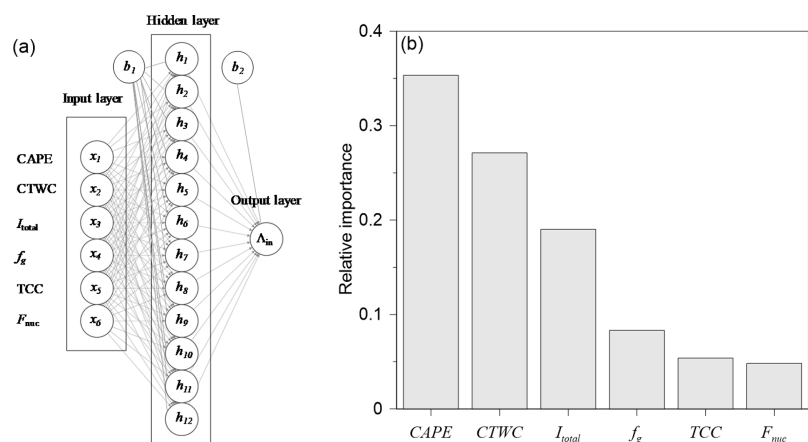 (a)
Hidden layer
b1
b2
Input layer
CAPE
CTWC
Itotal
fg
TCC
Fnuc
x1
x2
x3
x4
x5
x6
h1
h2
h3
h4
h5
h6
h7
h8
h9
h10
h11
h12
Output layer
Λin
(b)
Relative importance
0.4
0.3
0.2
0.1
0
CAPE CTWC Itotal fg TCC Fnuc